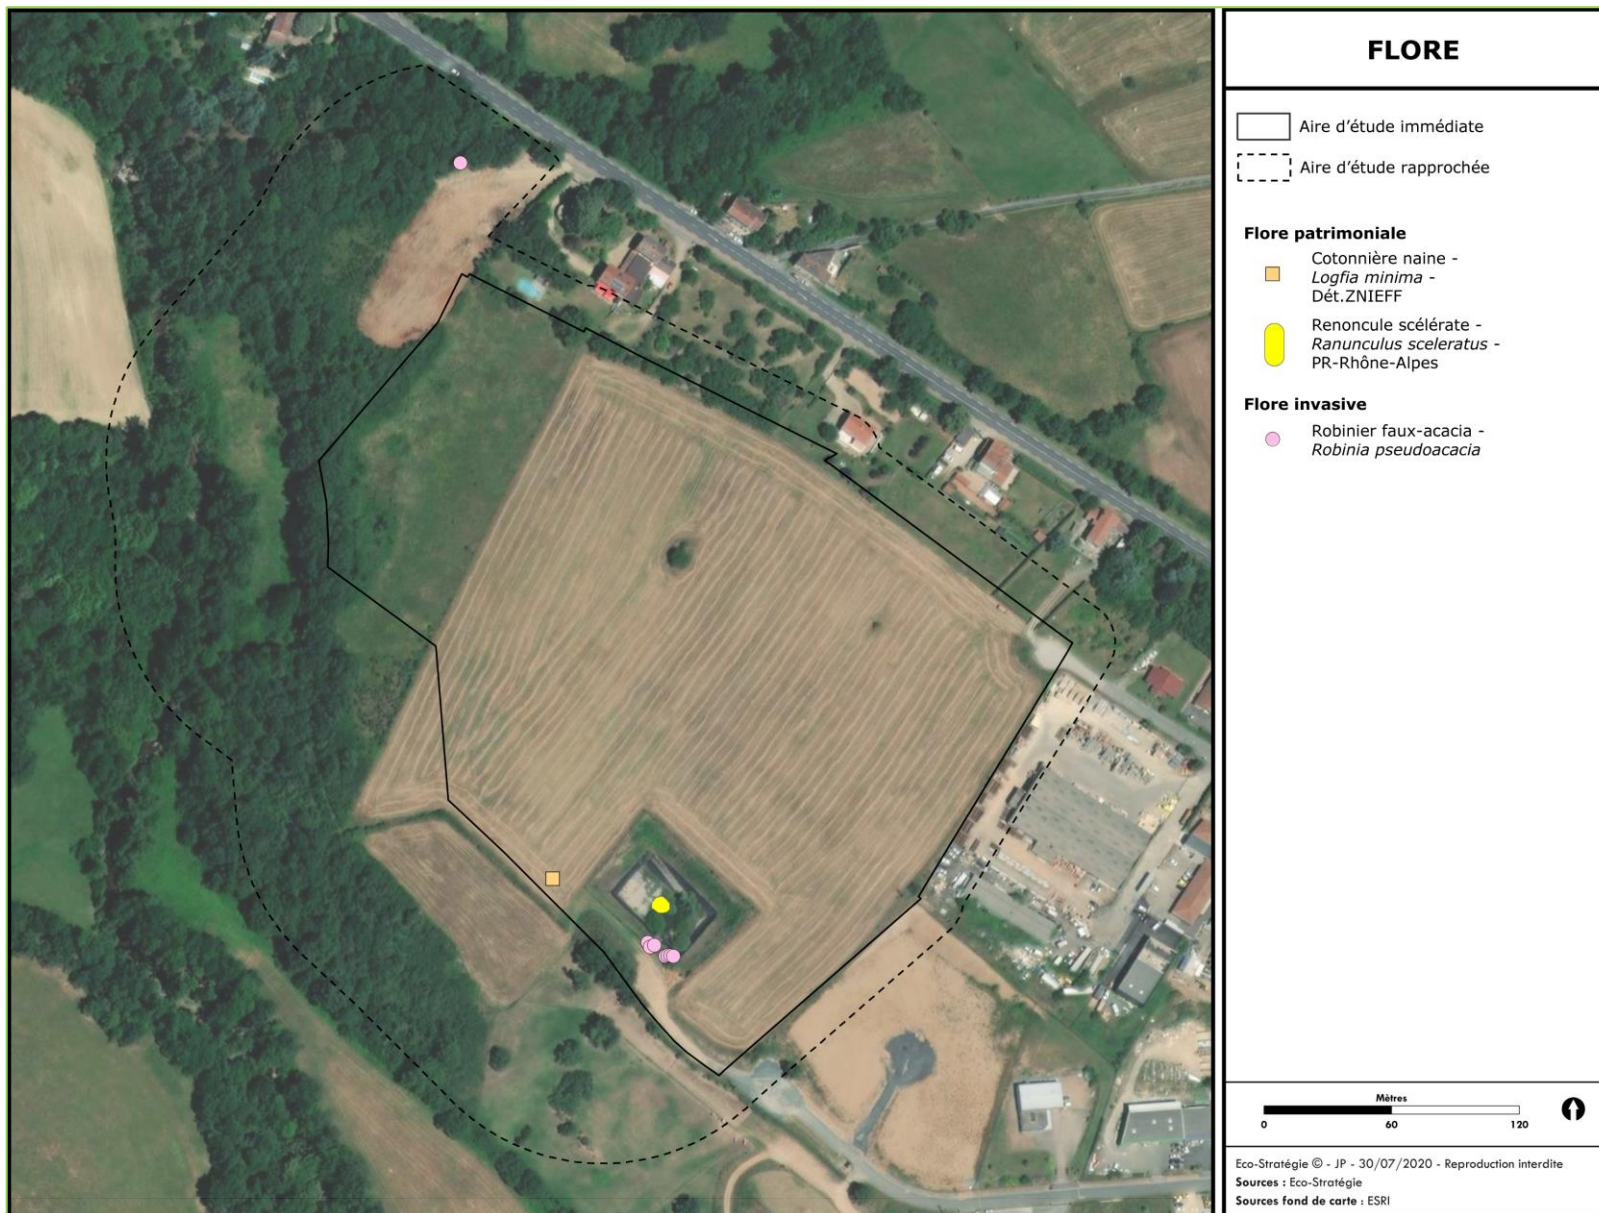 FLORE
Aire d'étude immédiate
Aire d'étude rapprochée
Flore patrimoniale
Cotonnière naine -
Logfia minima -
Dét.ZNIEFF
Renoncule scélérate -
Ranunculus sceleratus -
PR-Rhône-Alpes
Flore invasive
Robinier faux-acacia -
Robinia pseudoacacia
Mètres
0 60 120
Eco-Stratégie © - JP - 30/07/2020 - Reproduction interdite
Sources : Eco-Stratégie
Sources fond de carte : ESRI